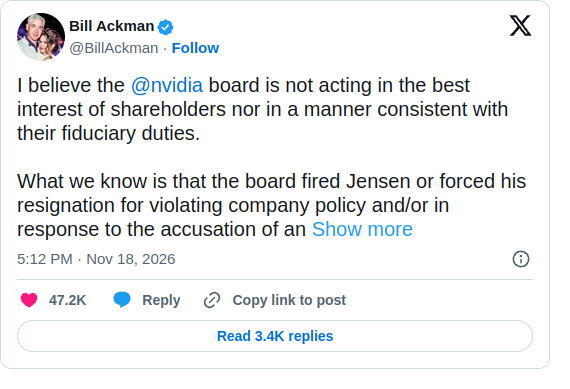 Bill Ackman
@BillAckman · Follow
I believe the @nvidia board is not acting in the best
interest of shareholders nor in a manner consistent with
their fiduciary duties.
What we know is that the board fired Jensen or forced his
resignation for violating company policy and/or in
response to the accusation of an Show more
5:12 PM · Nov 18, 2026
47.2K Reply Copy link to post
Read 3.4K replies